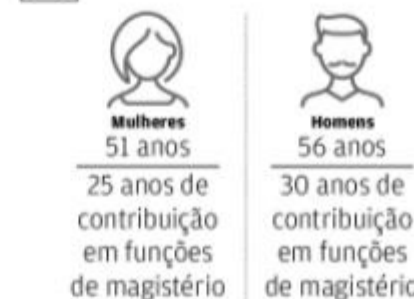 Mulheres
51 anos
25 anos de
contribuição
em funções
de magistério
Homens
56 anos
30 anos de
contribuição
em funções
de magistério